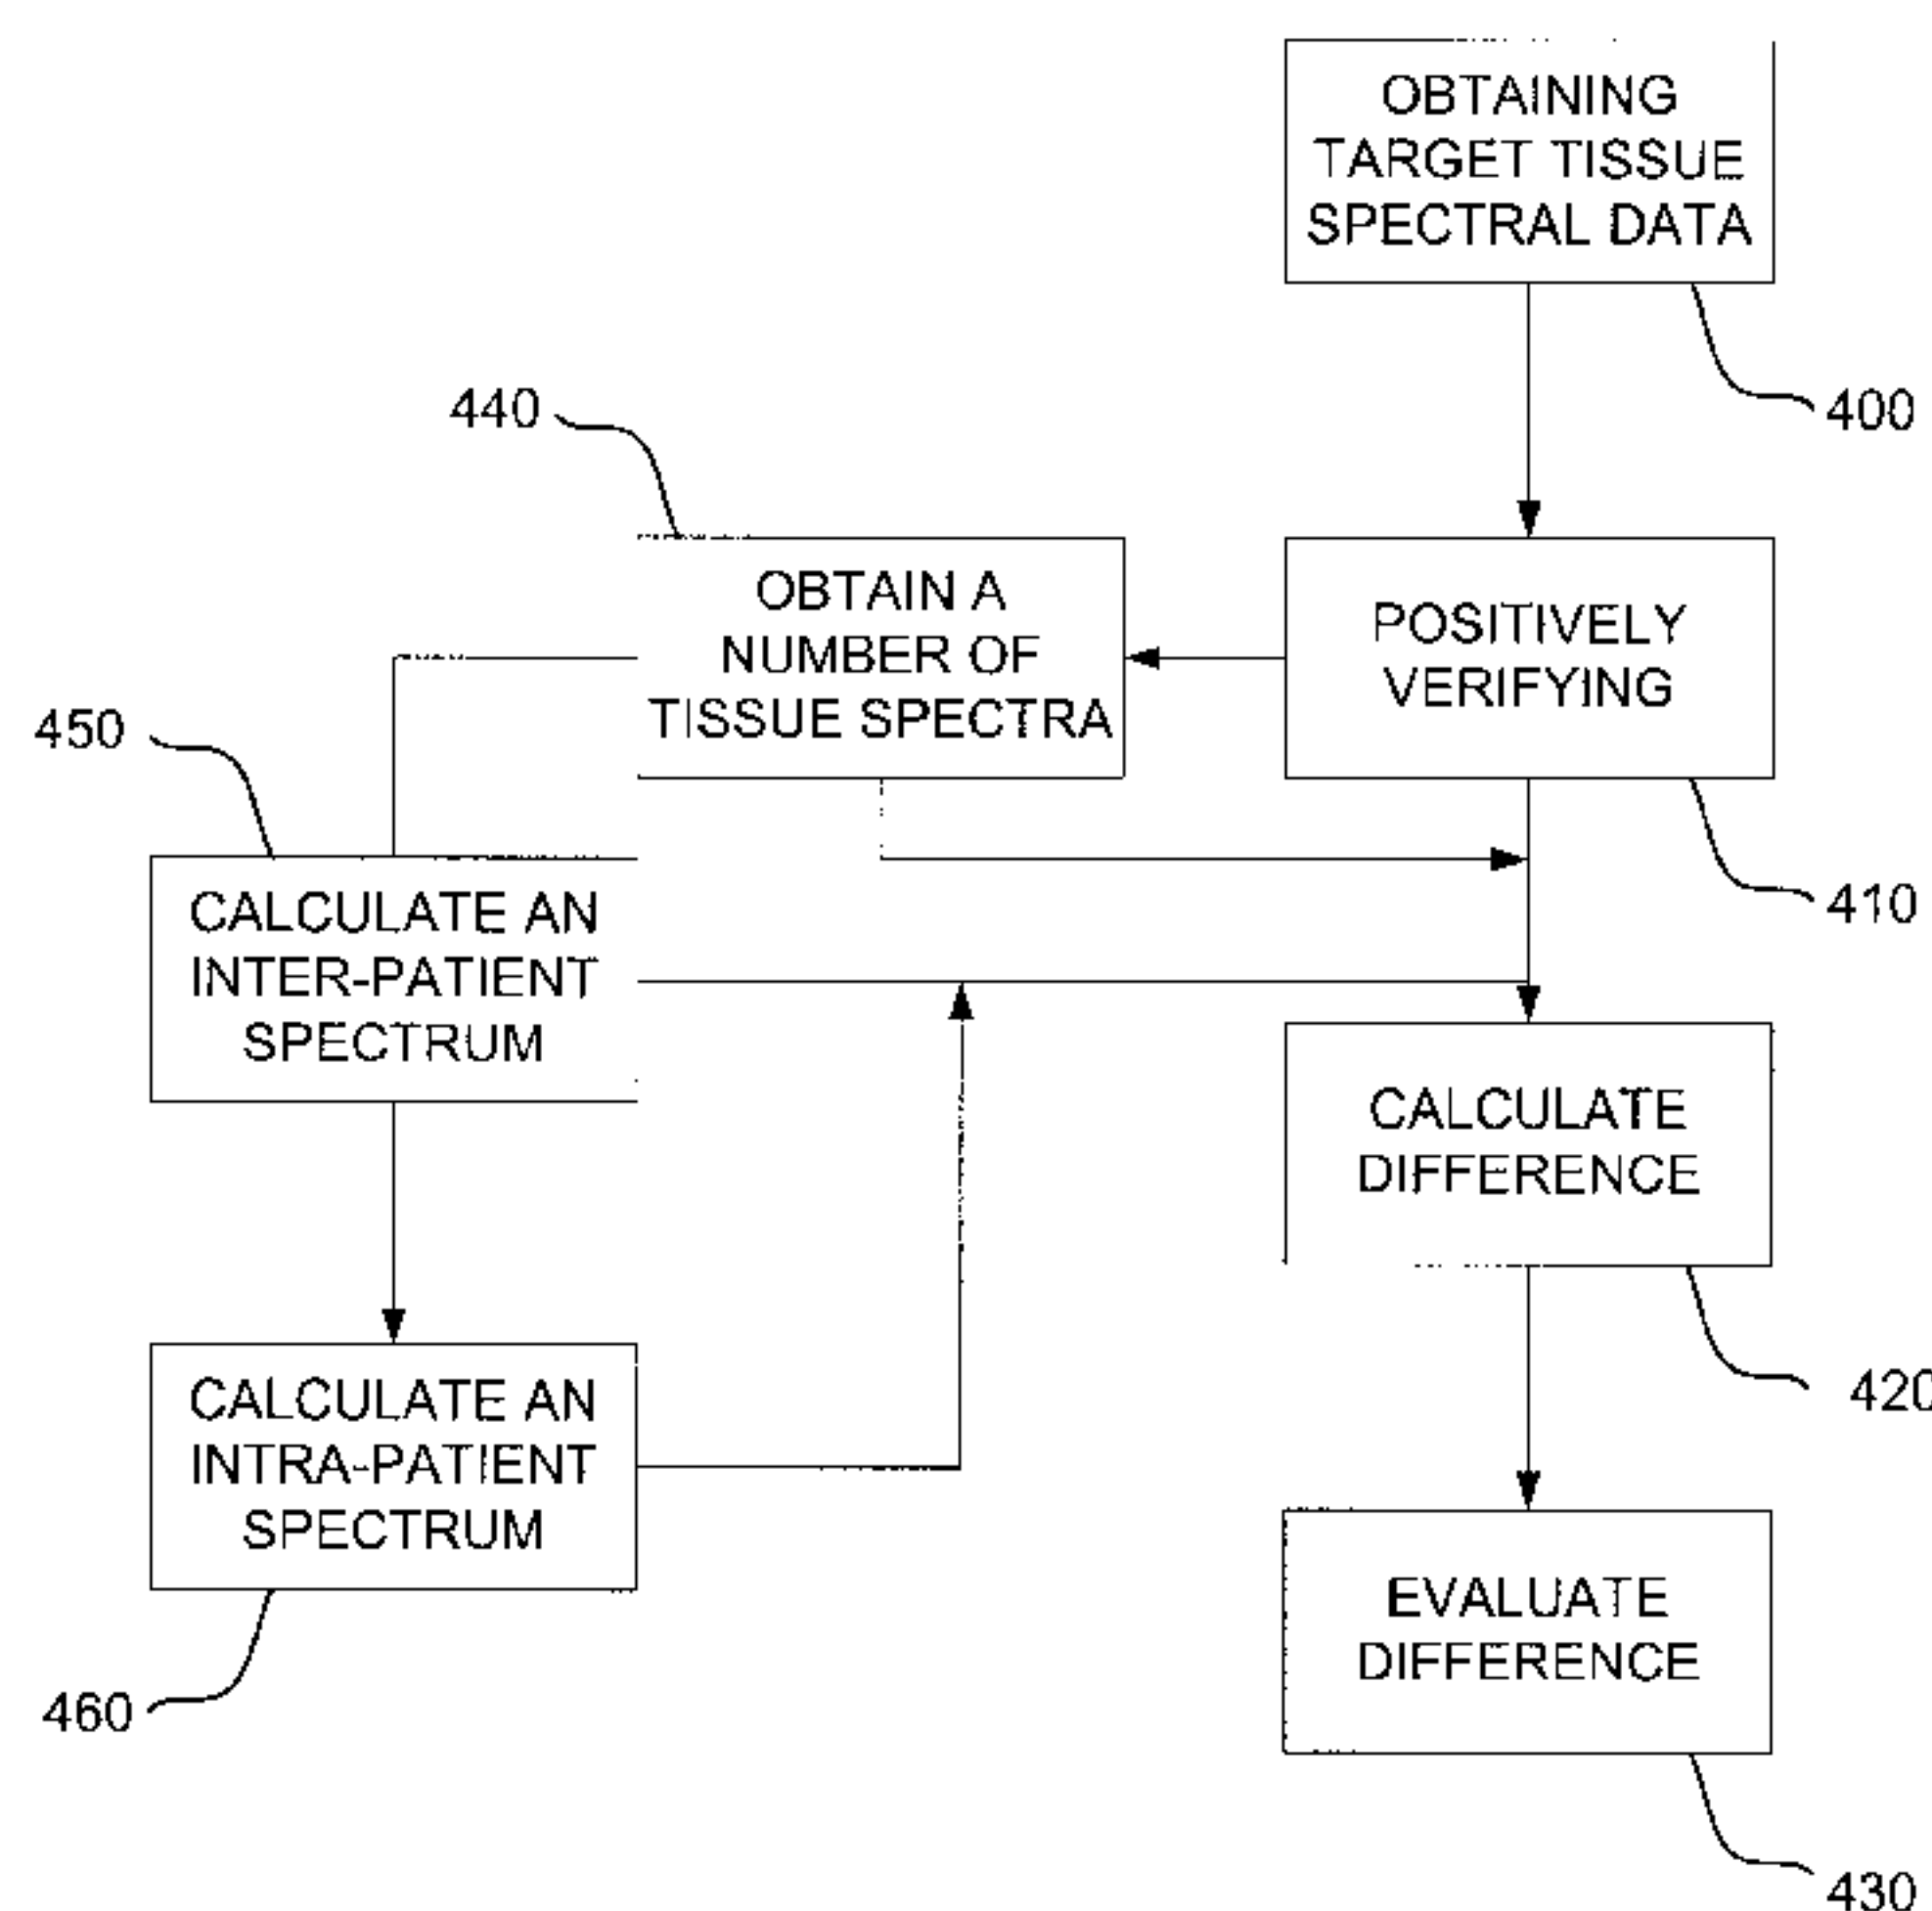 OBTAINING
TARGET TISSUE
SPECTRAL DATA
400
440
OBTAIN A
NUMBER OF
TISSUE SPECTRA
POSITIVELY
VERIFYING
450
410
CALCULATE AN
INTER-PATIENT
SPECTRUM
CALCULATE
DIFFERENCE
420
CALCULATE AN
INTRA-PATIENT
SPECTRUM
EVALUATE
DIFFERENCE
460
430